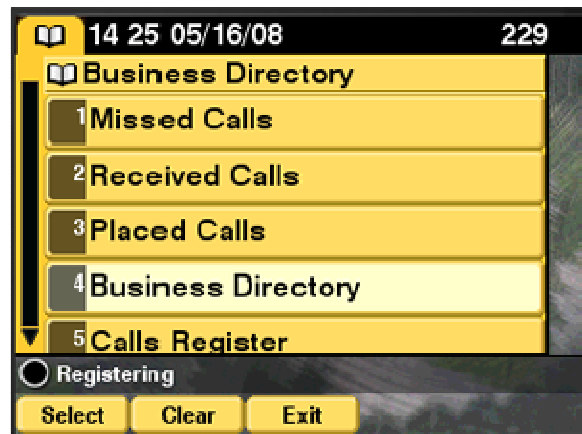 14 25 05/16/08 229
Business Directory
1 Missed Calls
2 Received Calls
3 Placed Calls
4 Business Directory
5 Calls Register
Registering
Select Clear Exit